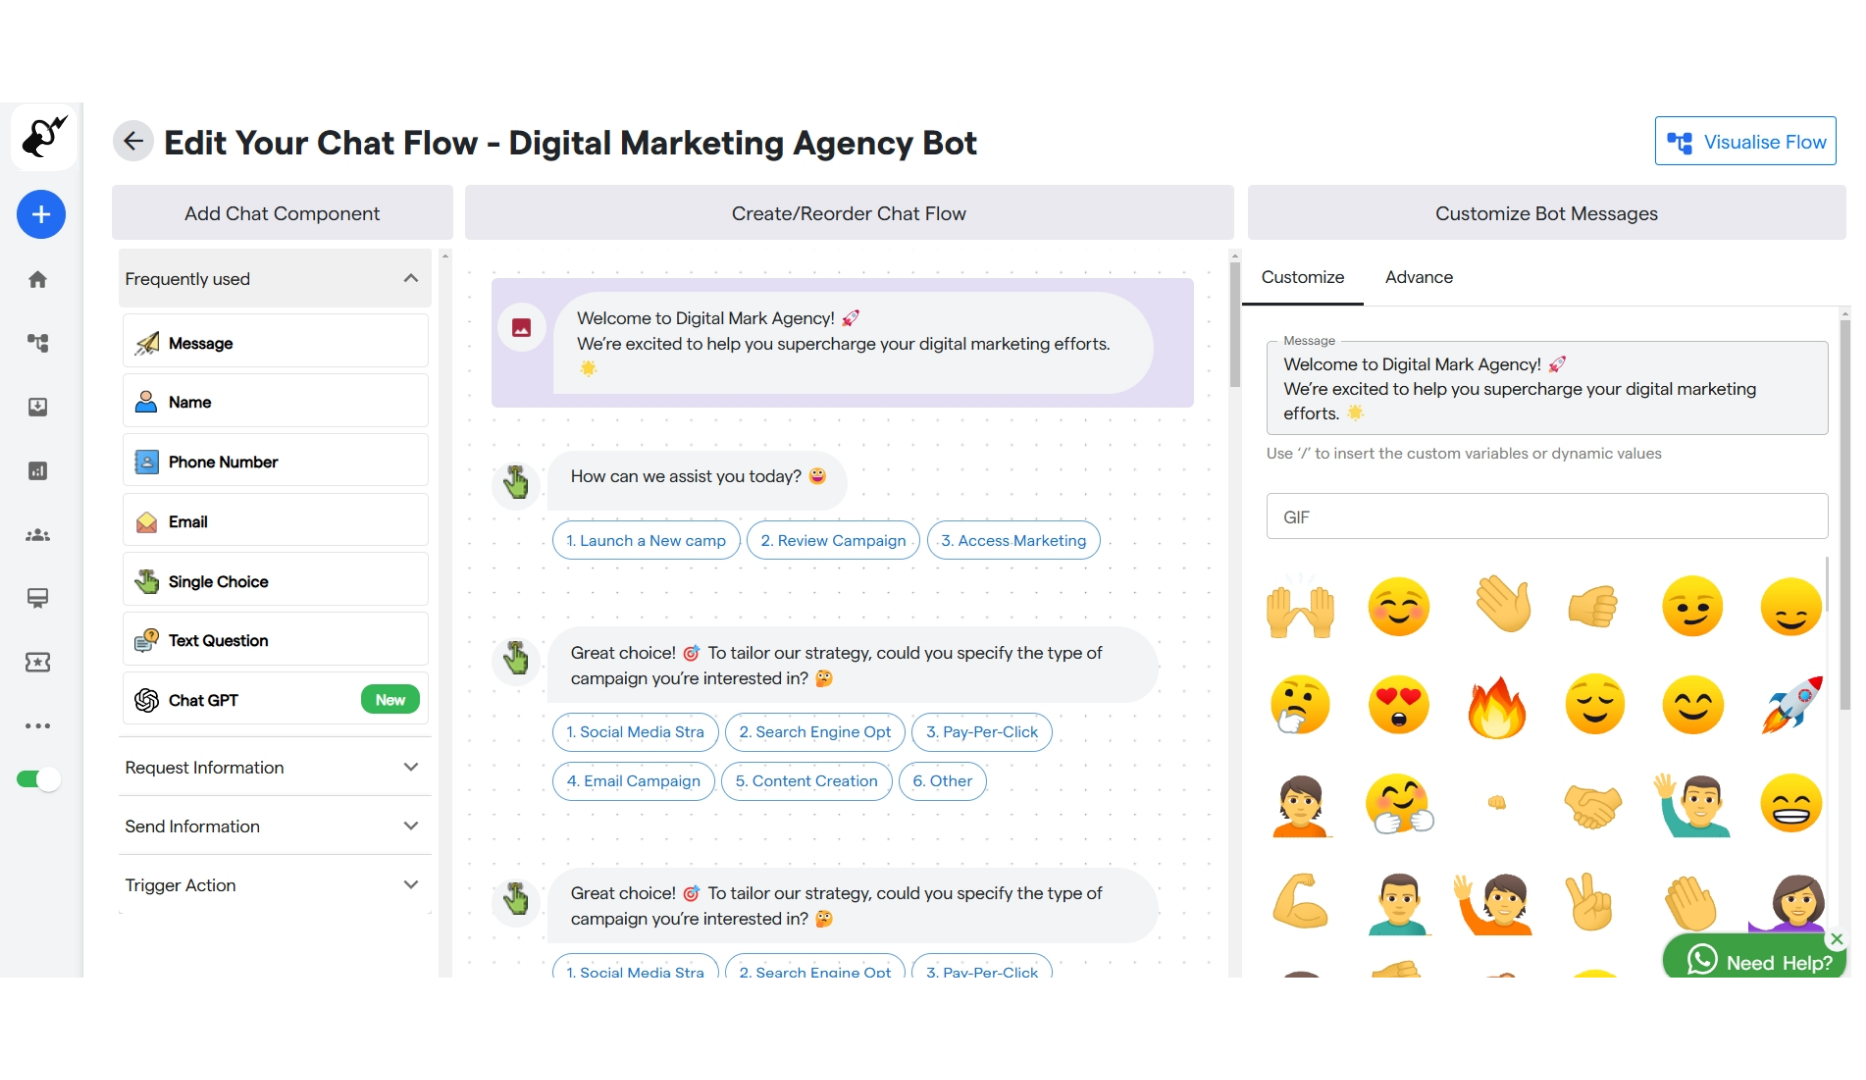 Edit Your Chat Flow - Digital Marketing Agency Bot
Visualise Flow
Add Chat Component
Create/Reorder Chat Flow
Customize Bot Messages
Frequently used
Message
Name
Phone Number
Email
Single Choice
Text Question
Chat GPT
New
Request Information
Send Information
Trigger Action
Welcome to Digital Mark Agency! 🚀
We're excited to help you supercharge your digital marketing efforts.
🌟
How can we assist you today? 😀
1. Launch a New camp
2. Review Campaign
3. Access Marketing
Great choice! 🎯 To tailor our strategy, could you specify the type of
campaign you're interested in? 🤔
1. Social Media Stra
2. Search Engine Opt
3. Pay-Per-Click
4. Email Campaign
5. Content Creation
6. Other
Great choice! 🎯 To tailor our strategy, could you specify the type of
campaign you're interested in? 🤔
1. Social Media Stra
2. Search Engine Opt
3. Pay-Per-Click
Customize
Advance
Message
Welcome to Digital Mark Agency! 🚀
We're excited to help you supercharge your digital marketing
efforts. 🌟
Use '/' to insert the custom variables or dynamic values
GIF
Need Help?